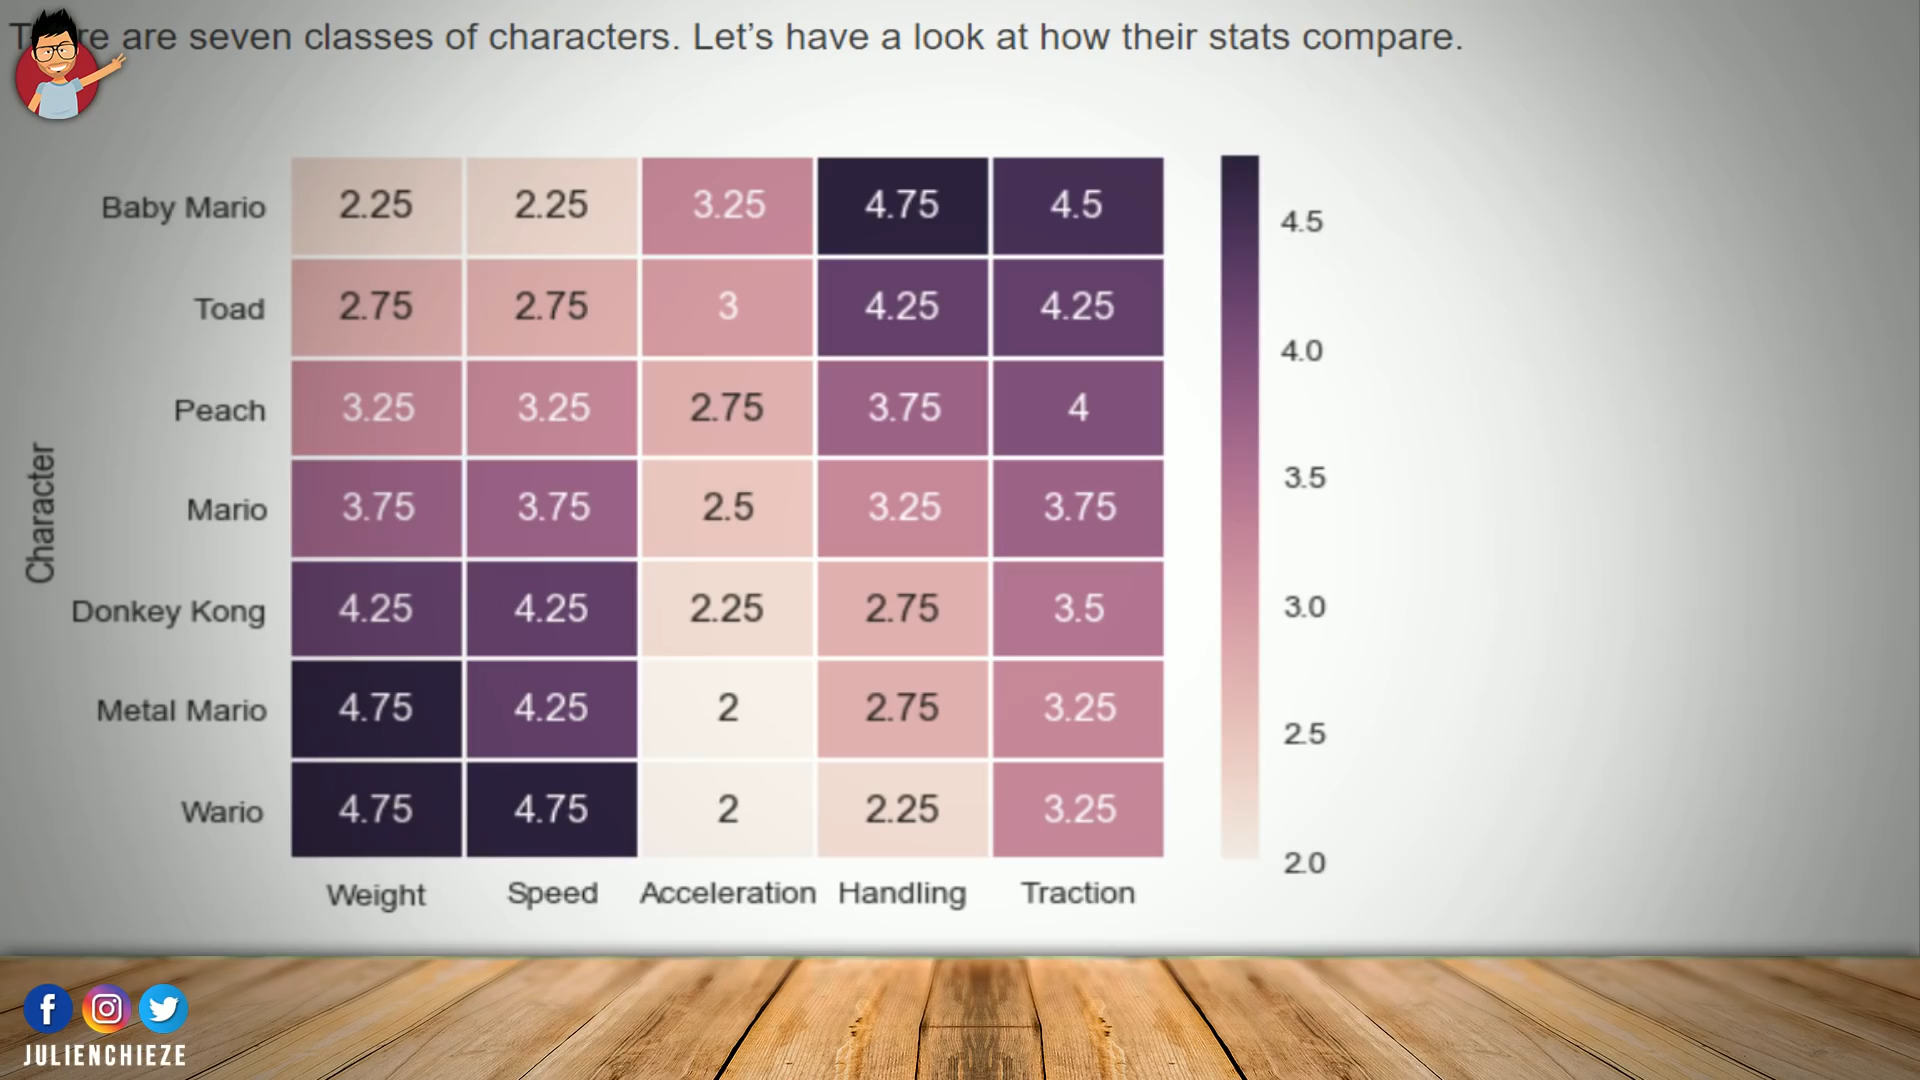 are seven classes of characters. Let’s have a look at how their stats compare.
Character
Baby Mario 2.25 2.25 3.25 4.75 4.5
Toad 2.75 2.75 3 4.25 4.25
Peach 3.25 3.25 2.75 3.75 4
Mario 3.75 3.75 2.5 3.25 3.75
Donkey Kong 4.25 4.25 2.25 2.75 3.5
Metal Mario 4.75 4.25 2 2.75 3.25
Wario 4.75 4.75 2 2.25 3.25
Weight Speed Acceleration Handling Traction
4.5
4.0
3.5
3.0
2.5
2.0
JULIENCHIEZE